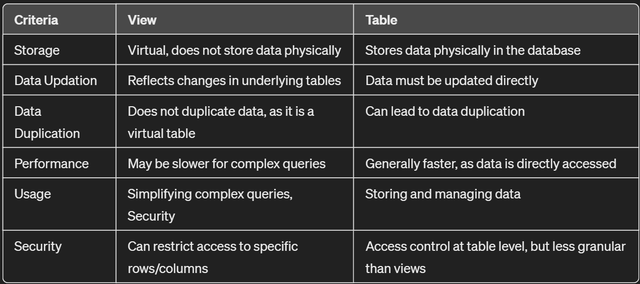 Criteria View Table
Storage Virtual, does not store data physically Stores data physically in the database
Data Updation Reflects changes in underlying tables Data must be updated directly
Data Does not duplicate data, as it is a Can lead to data duplication
Duplication virtual table
Performance May be slower for complex queries Generally faster, as data is directly accessed
Usage Simplifying complex queries, Storing and managing data
Security
Security Can restrict access to specific Access control at table level, but less granular
rows/columns than views